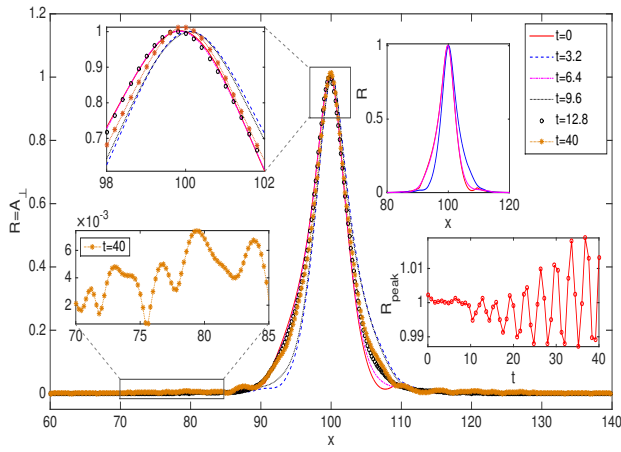 1.2
1
0.8
0.6
0.4
0.2
0
R=A⊥
60 70 80 90 100 110 120 130 140
x
1
0.9
0.8
0.7
98 100 102
1
0.5
0
R
80 100 120
x
t=0
t=3.2
t=6.4
t=9.6
t=12.8
t=40
×10⁻³
6
4
2
t=40
70 75 80 85
1.01
1
0.99
R_peak
0 10 20 30 40
t